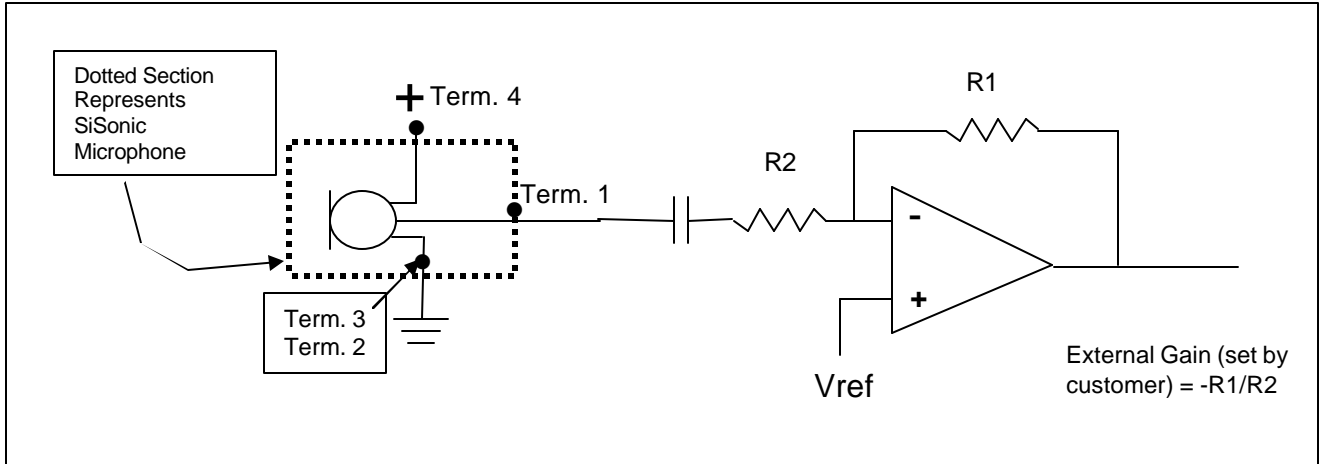 Dotted Section
Represents
SiSonic
Microphone
+ Term. 4
Term. 1
Term. 3
Term. 2
R2
R1
-
+
Vref
External Gain (set by
customer) = -R1/R2